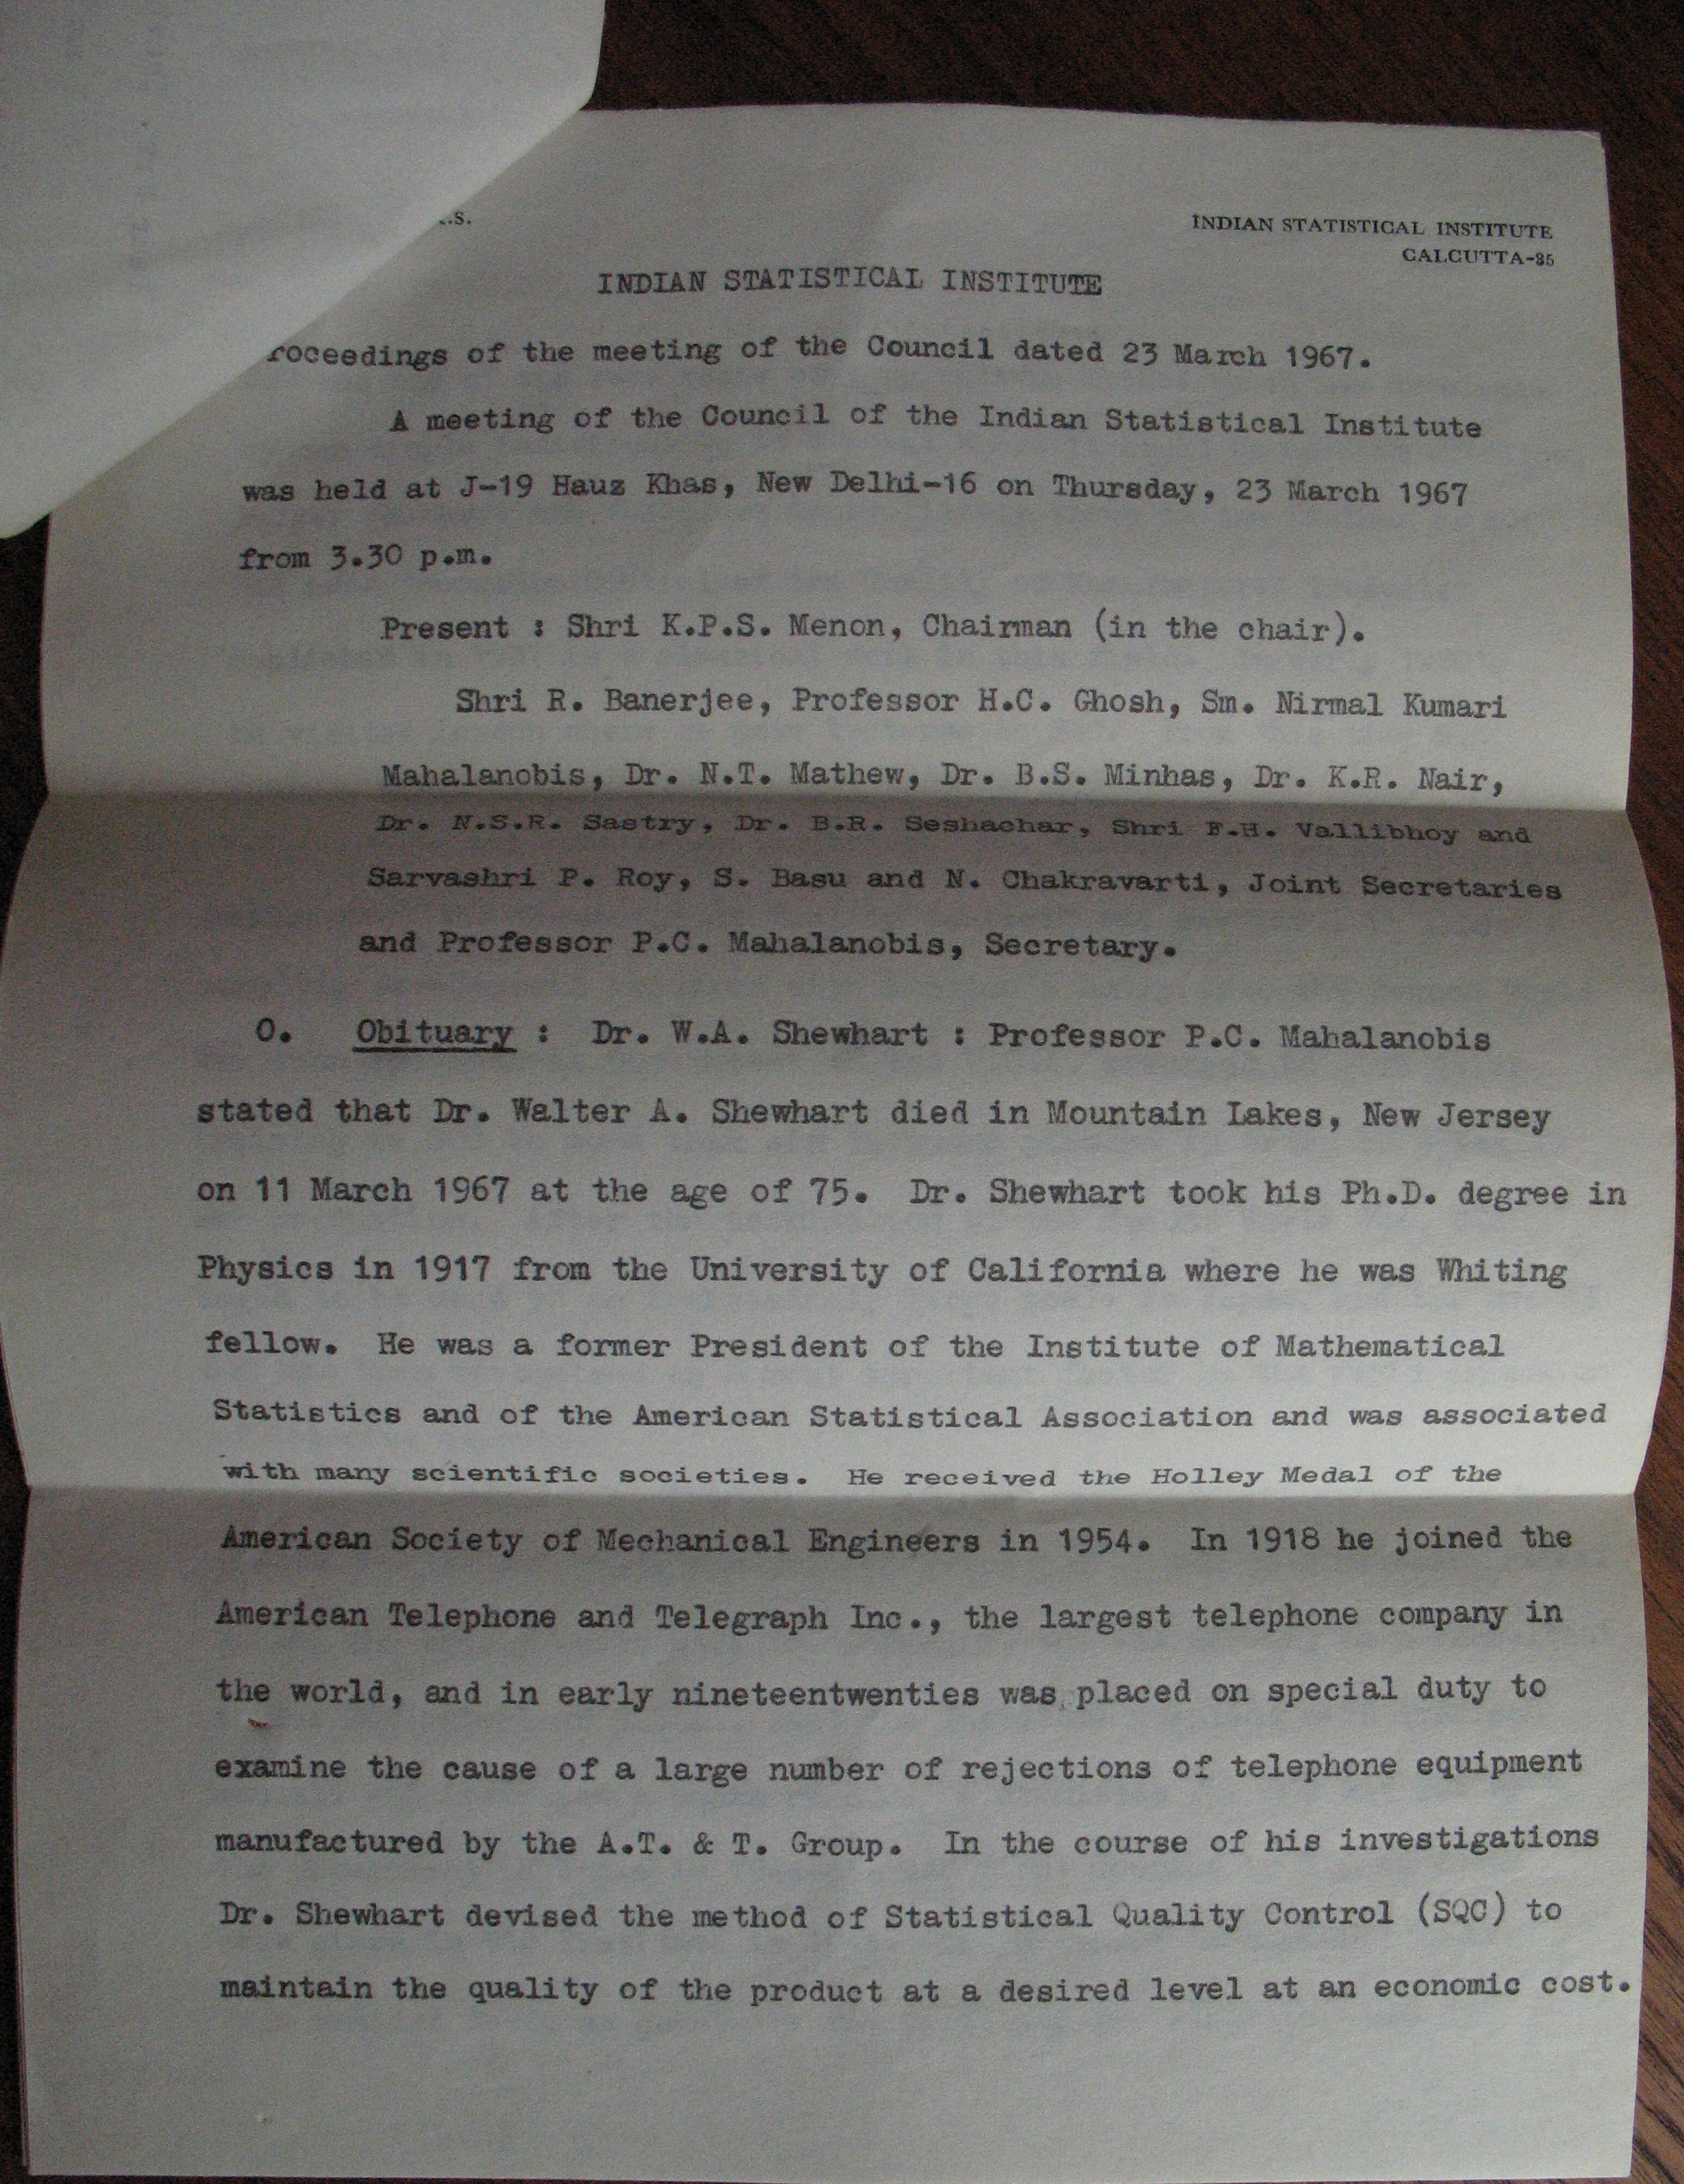 .S.
INDIAN STATISTICAL INSTITUTE
CALCUTTA-35
INDIAN STATISTICAL INSTITUTE
roceedings of the meeting of the Council dated 23 March 1967.
A meeting of the Council of the Indian Statistical Institute
was held at J-19 Hauz Khas, New Delhi-16 on Thursday, 23 March 1967
from 3.30 p.m.
Present : Shri K.P.S. Menon, Chairman (in the chair).
Shri R. Banerjee, Professor H.C. Ghosh, Sm. Nirmal Kumari
Mahalanobis, Dr. N.T. Mathew, Dr. B.S. Minhas, Dr. K.R. Nair,
Dr. N.S.R. Sastry, Dr. B.R. Seshachar, Shri F.H. Vallibhoy and
Sarvashri P. Roy, S. Basu and N. Chakravarti, Joint Secretaries
and Professor P.C. Mahalanobis, Secretary.
0. Obituary : Dr. W.A. Shewhart : Professor P.C. Mahalanobis
stated that Dr. Walter A. Shewhart died in Mountain Lakes, New Jersey
on 11 March 1967 at the age of 75. Dr. Shewhart took his Ph.D. degree in
Physics in 1917 from the University of California where he was Whiting
fellow. He was a former President of the Institute of Mathematical
Statistics and of the American Statistical Association and was associated
with many scientific societies. He received the Holley Medal of the
American Society of Mechanical Engineers in 1954. In 1918 he joined the
American Telephone and Telegraph Inc., the largest telephone company in
the world, and in early nineteentwenties was placed on special duty to
examine the cause of a large number of rejections of telephone equipment
manufactured by the A.T. & T. Group. In the course of his investigations
Dr. Shewhart devised the method of Statistical Quality Control (SQC) to
maintain the quality of the product at a desired level at an economic cost.